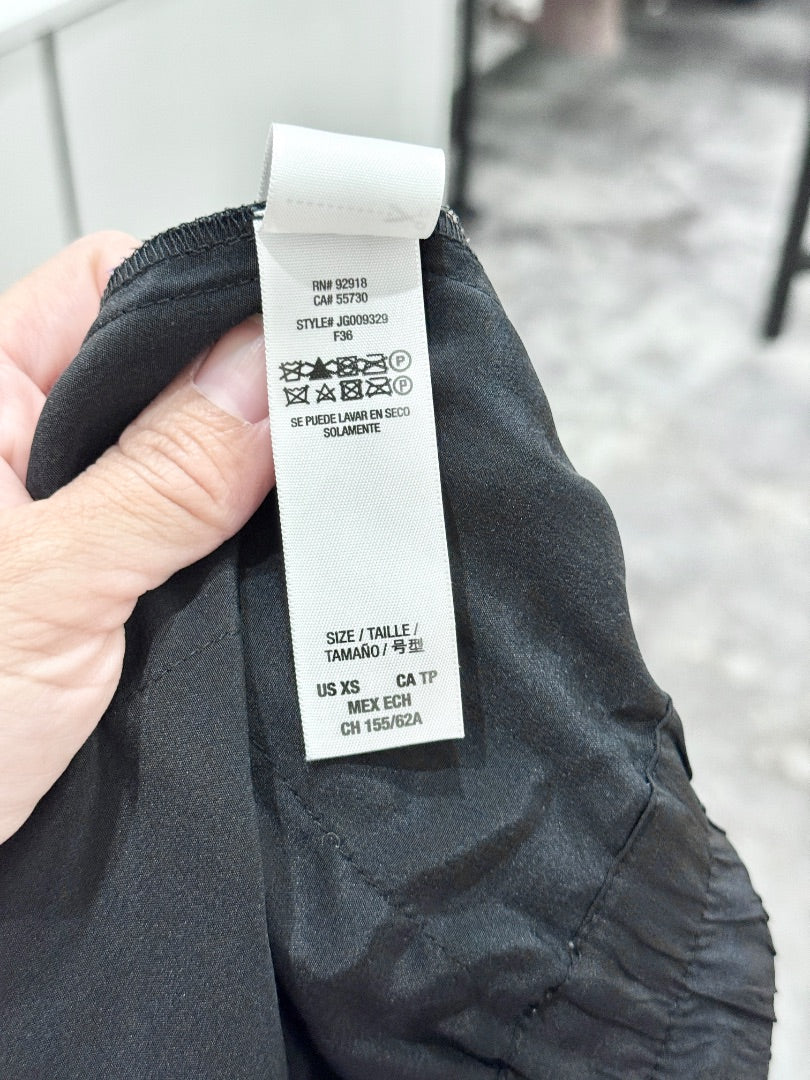 RN# 92918
CA# 55730
STYLE# JG009329
F36
P
P
SE PUEDE LAVAR EN SECO
SOLAMENTE
SIZE / TAILLE /
TAMAÑO / 号型
US XS CA TP
MEX ECH
CH 155/62A